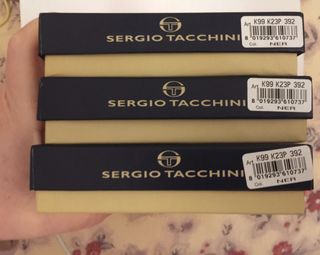 SERGIO TACCHINI
Art. K99 K23P 392
8 019293 610737
Col. NER
SERGIO TACCHINI
Art. K99 K23P 392
8 019293 610737
Col. NER
SERGIO TACCHINI
Art. K99 K23P 392
8 019293 610737
Col. NER